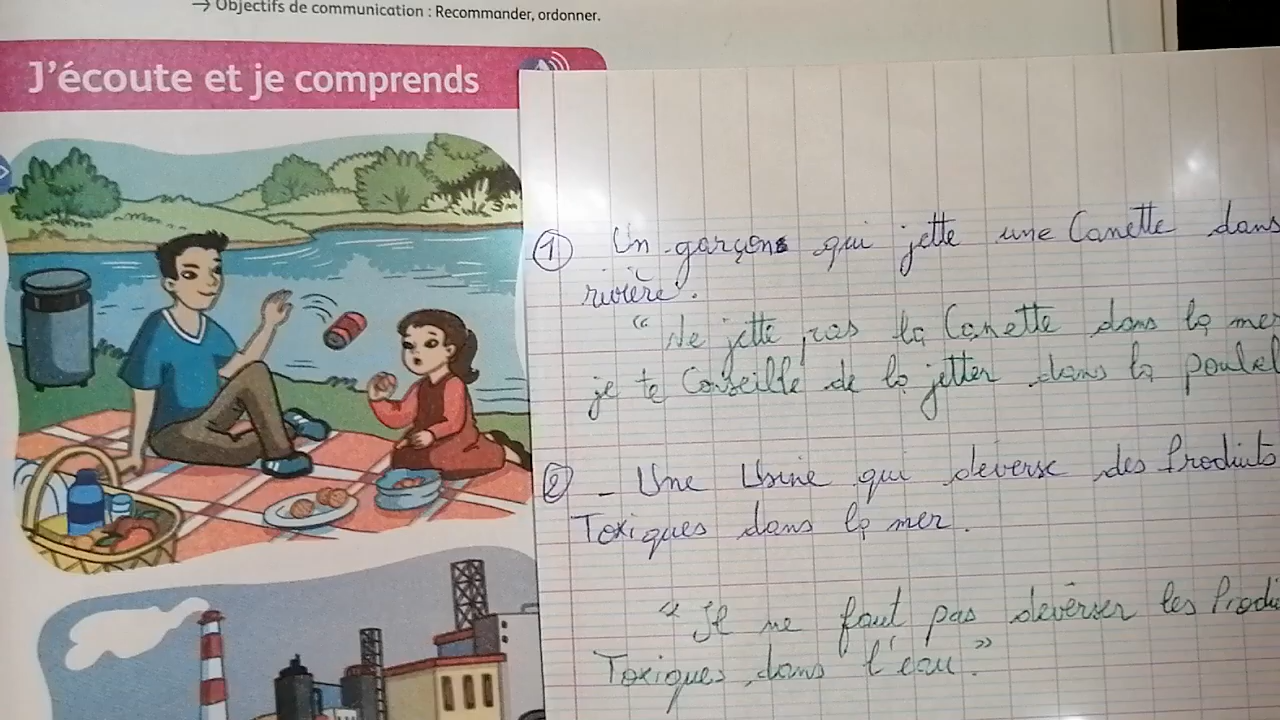 → Objectifs de communication : Recommander, ordonner.
J'écoute et je comprends
① Un garçons qui jette une Canette dans
rivière.
" Ne jette pas la Canette dans la mer
je te Conseille de la jetter dans la poubel
② - Une Usine qui déverse des Produits
Toxiques dans la mer.
" Il ne faut pas déverser les Produi
Toxiques dans l'eau "